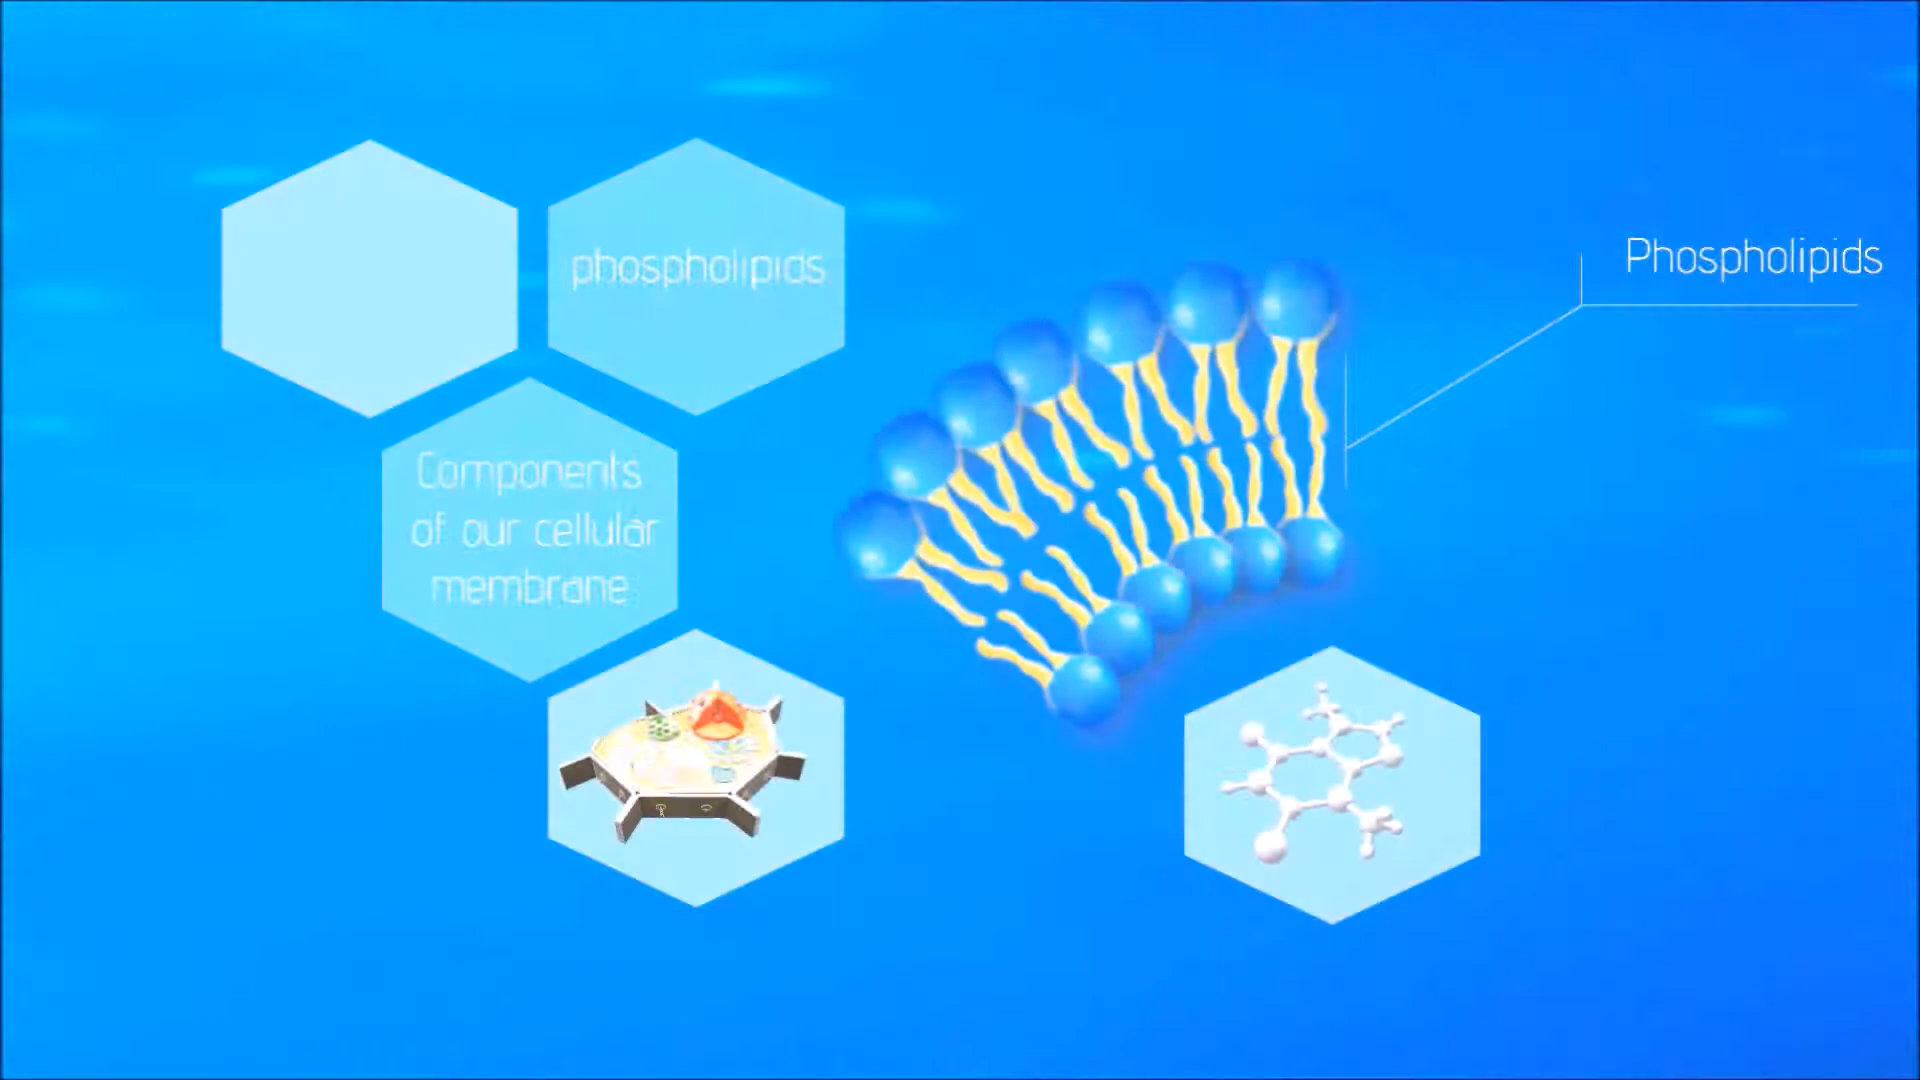 phospholipids
Phospholipids
Components
of our cellular
membrane